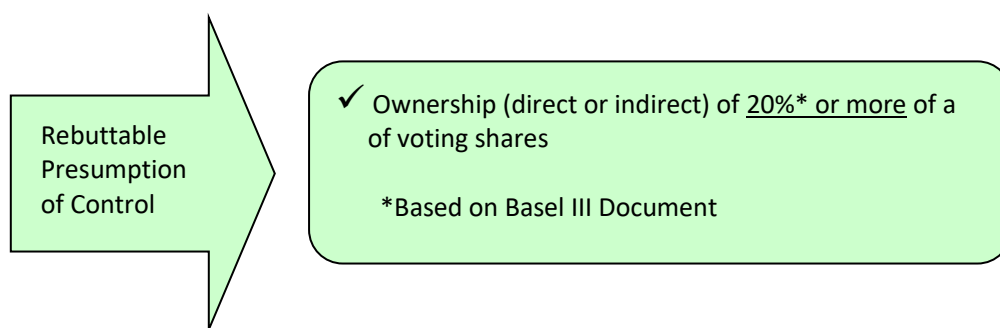 Rebuttable
Presumption
of Control
✓ Ownership (direct or indirect) of 20%* or more of a
of voting shares
*Based on Basel III Document